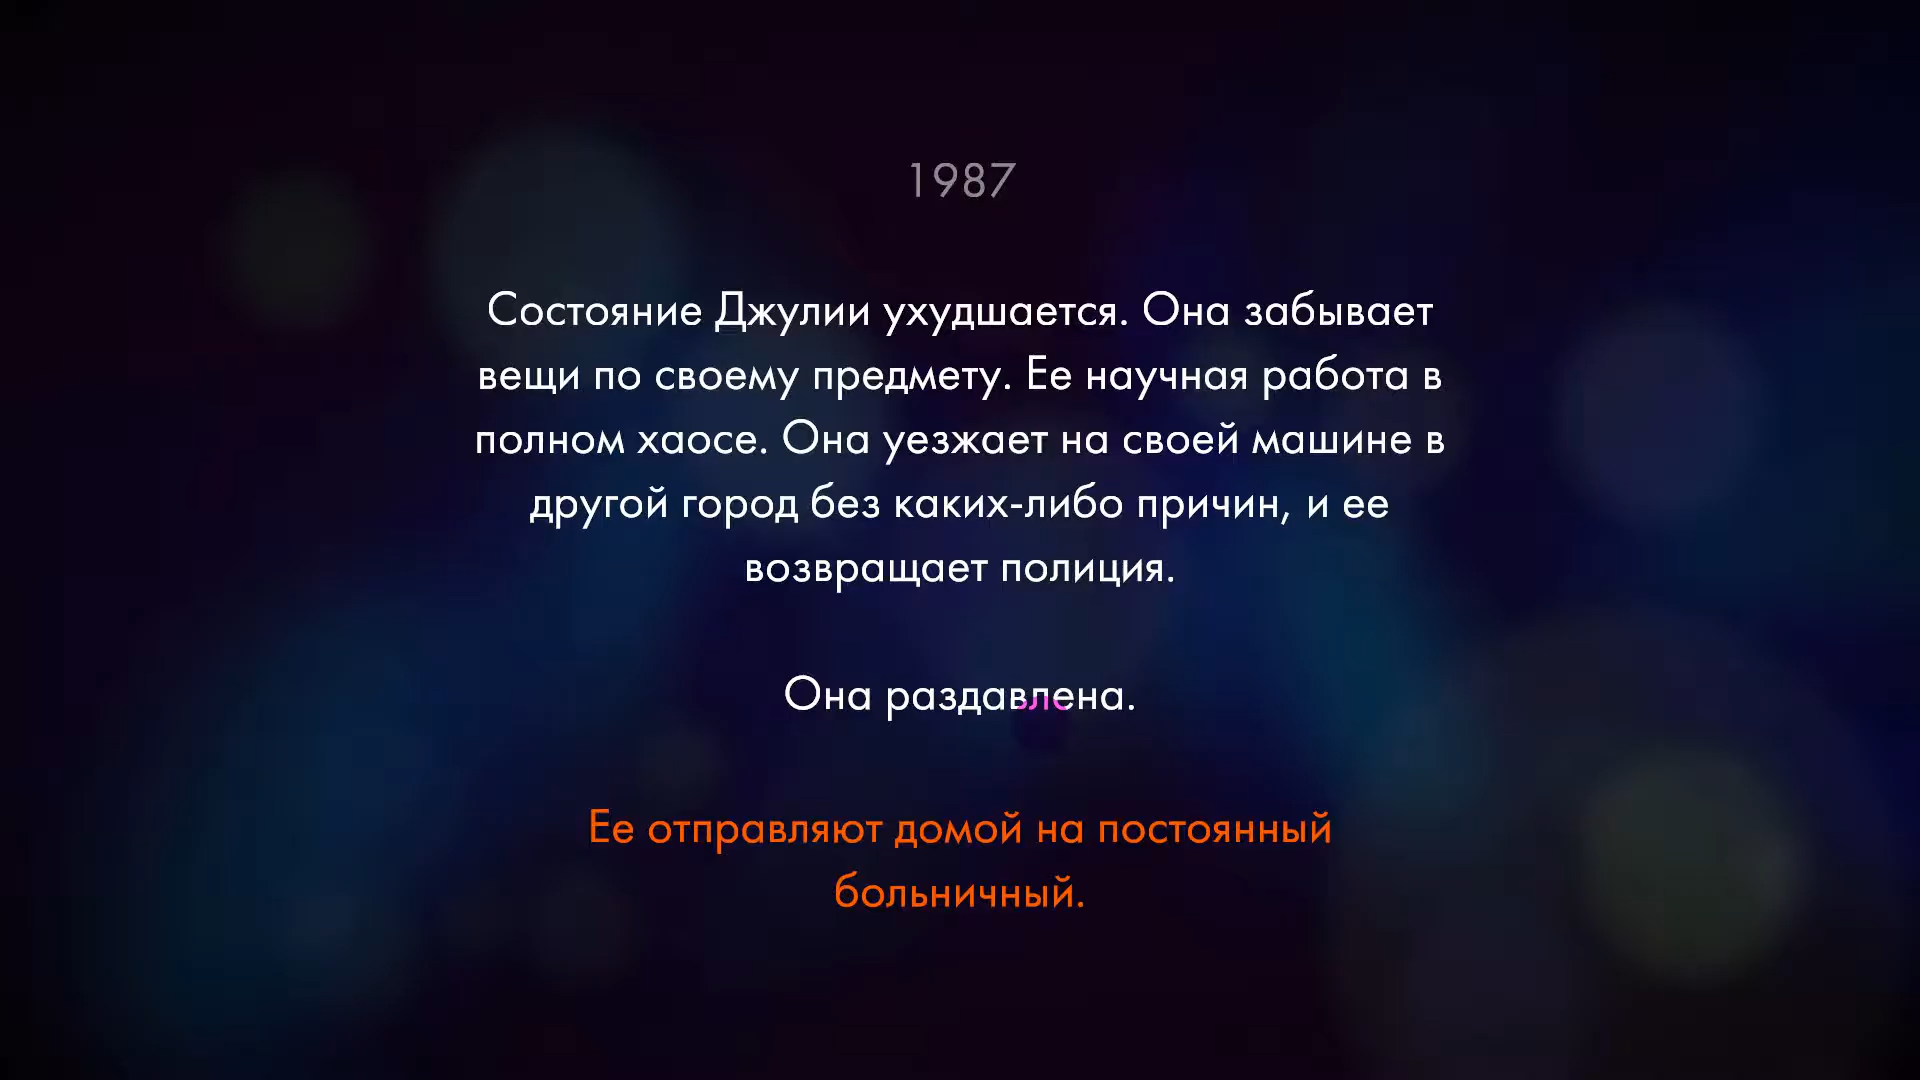 1987
Состояние Джулии ухудшается. Она забывает
вещи по своему предмету. Ее научная работа в
полном хаосе. Она уезжает на своей машине в
другой город без каких-либо причин, и ее
возвращает полиция.
Она раздавлена.
Ее отправляют домой на постоянный
больничный.